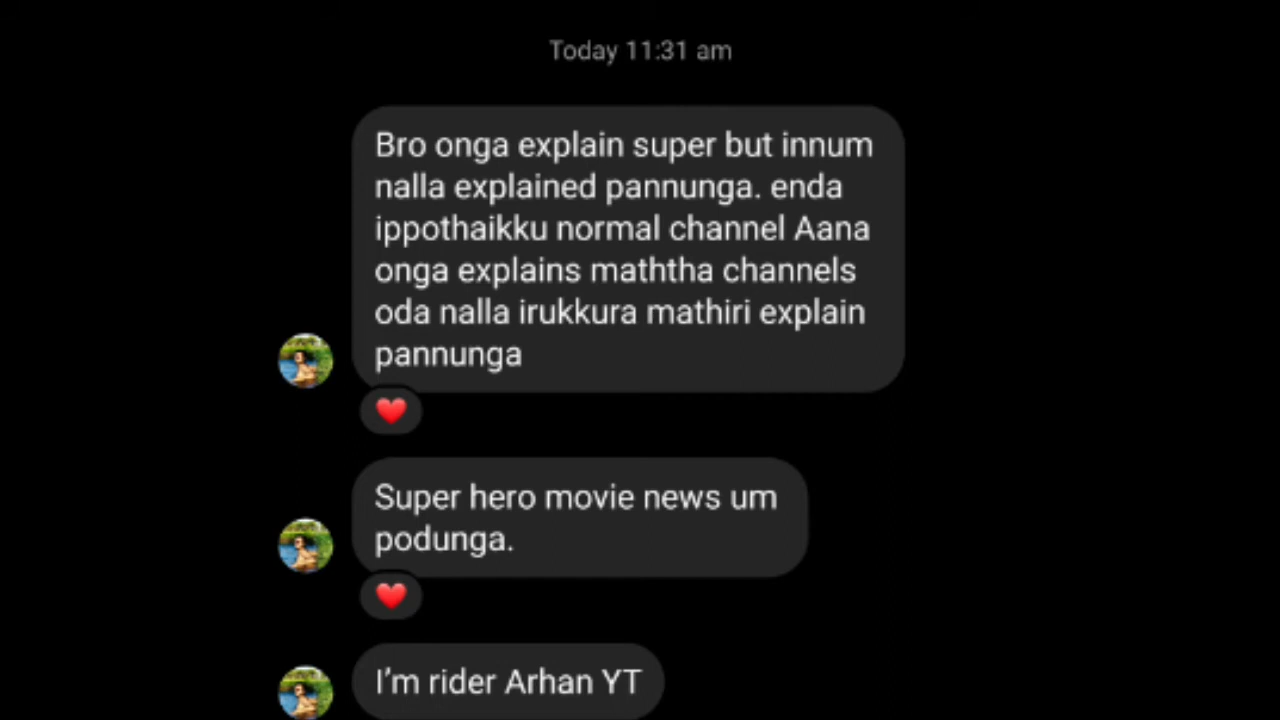 Today 11:31 am
Bro onga explain super but innum
nalla explained pannunga. enda
ippothaikku normal channel Aana
onga explains maththa channels
oda nalla irukkura mathiri explain
pannunga
Super hero movie news um
podunga.
I'm rider Arhan YT